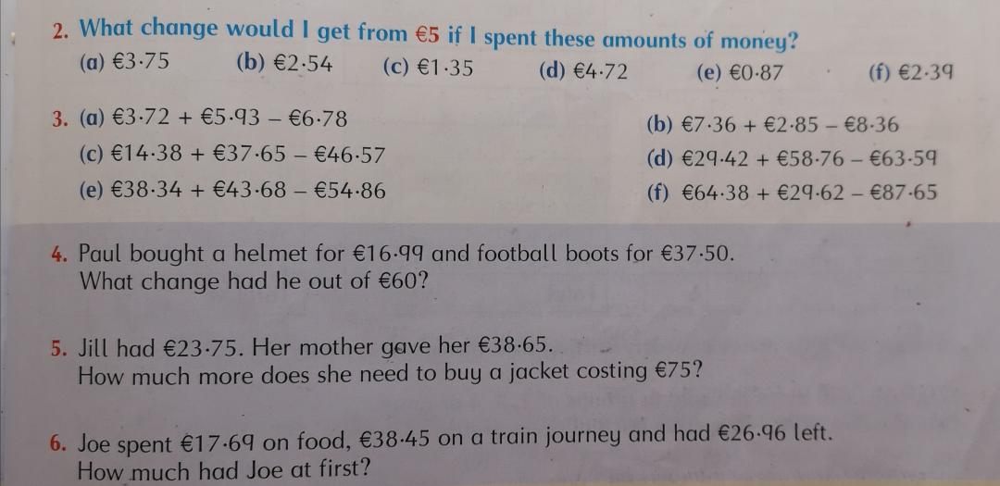 2. What change would I get from €5 if I spent these amounts of money?
(a) €3·75 (b) €2·54 (c) €1·35 (d) €4·72 (e) €0·87 (f) €2·39
3. (a) €3·72 + €5·93 – €6·78 (b) €7·36 + €2·85 – €8·36
(c) €14·38 + €37·65 – €46·57 (d) €29·42 + €58·76 – €63·59
(e) €38·34 + €43·68 – €54·86 (f) €64·38 + €29·62 – €87·65
4. Paul bought a helmet for €16·99 and football boots for €37·50.
What change had he out of €60?
5. Jill had €23·75. Her mother gave her €38·65.
How much more does she need to buy a jacket costing €75?
6. Joe spent €17·69 on food, €38·45 on a train journey and had €26·96 left.
How much had Joe at first?